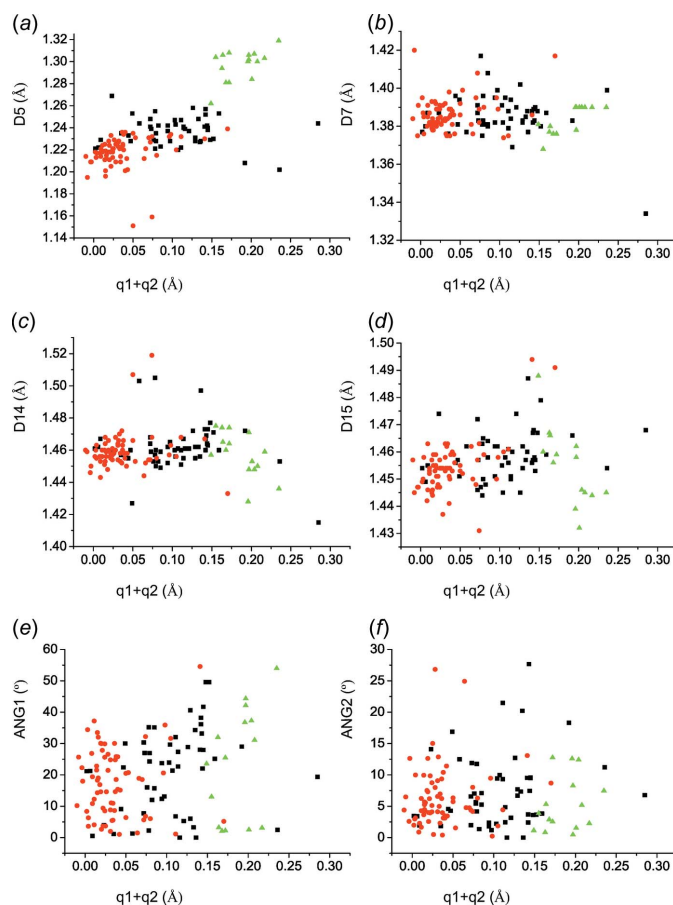 (a)
(b)
1.32
1.30
1.28
1.26
1.24
1.22
1.20
1.18
1.16
1.14
D5 (Å)
0.00 0.05 0.10 0.15 0.20 0.25 0.30
q1+q2 (Å)
1.42
1.40
1.38
1.36
1.34
1.32
D7 (Å)
0.00 0.05 0.10 0.15 0.20 0.25 0.30
q1+q2 (Å)
(c)
(d)
1.52
1.50
1.48
1.46
1.44
1.42
1.40
D14 (Å)
0.00 0.05 0.10 0.15 0.20 0.25 0.30
q1+q2 (Å)
1.50
1.49
1.48
1.47
1.46
1.45
1.44
1.43
D15 (Å)
0.00 0.05 0.10 0.15 0.20 0.25 0.30
q1+q2 (Å)
(e)
(f)
60
50
40
30
20
10
0
ANG1 (º)
0.00 0.05 0.10 0.15 0.20 0.25 0.30
q1+q2 (Å)
30
25
20
15
10
5
0
ANG2 (º)
0.00 0.05 0.10 0.15 0.20 0.25 0.30
q1+q2 (Å)